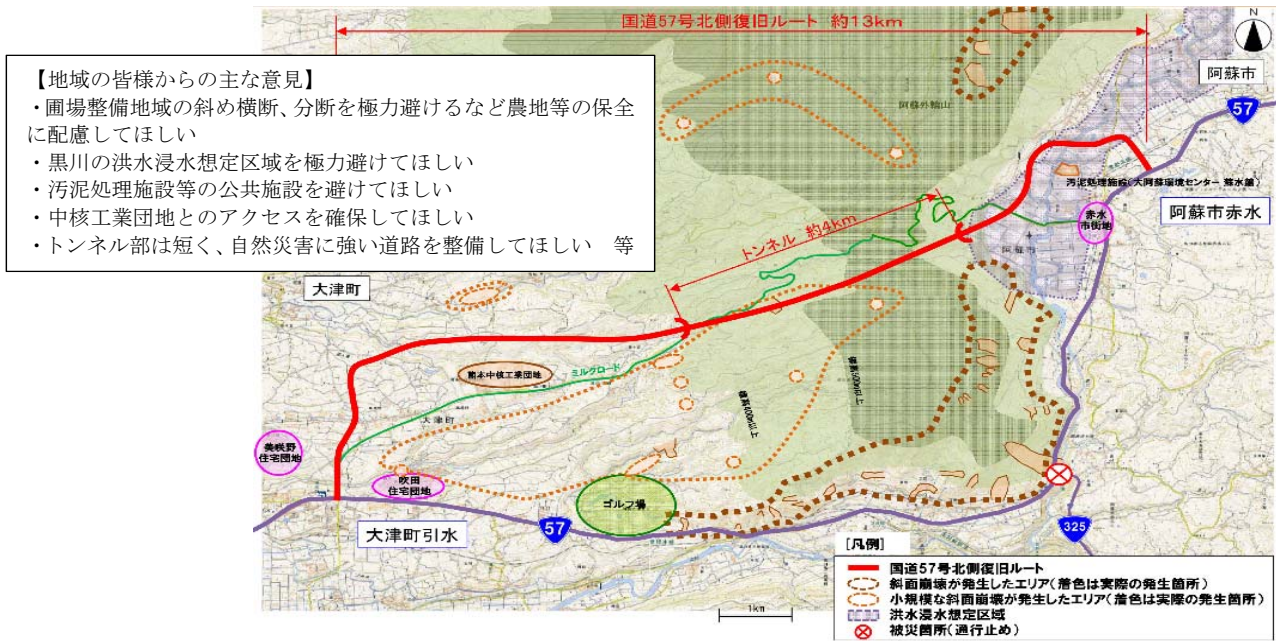 国道57号北側復旧ルート 約13km
N
【地域の皆様からの主な意見】
・圃場整備地域の斜め横断、分断を極力避けるなど農地等の保全
に配慮してほしい
・黒川の洪水浸水想定区域を極力避けてほしい
・汚泥処理施設等の公共施設を避けてほしい
・中核工業団地とのアクセスを確保してほしい
・トンネル部は短く、自然災害に強い道路を整備してほしい 等
阿蘇市
57
阿蘇外輪山
汚泥処理施設(大阿蘇環境センター 蘇水館)
赤水
市街地
阿蘇市赤水
トンネル 約4km
阿蘇市
大津町
熊本中核工業団地
ミルクロード
大津町
美咲野
住宅団地
吹田
住宅団地
ゴルフ場
大津町引水
57
325
1km
[凡例]
国道57号北側復旧ルート
斜面崩壊が発生したエリア(着色は実際の発生箇所)
小規模な斜面崩壊が発生したエリア(着色は実際の発生箇所)
洪水浸水想定区域
被災箇所(通行止め)